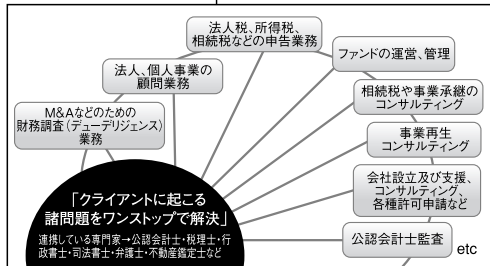 法人税、所得税、
相続税などの申告業務
ファンドの運営、管理
法人、個人事業の
顧問業務
相続税や事業承継の
コンサルティング
M&Aなどのための
財務調査（デューデリジェンス）
業務
事業再生
コンサルティング
会社設立及び支援、
コンサルティング、
各種許可申請など
「クライアントに起こる
諸問題をワンストップで解決」
連携している専門家→公認会計士・税理士・行
政書士・司法書士・弁護士・不動産鑑定士など
公認会計士監査
etc